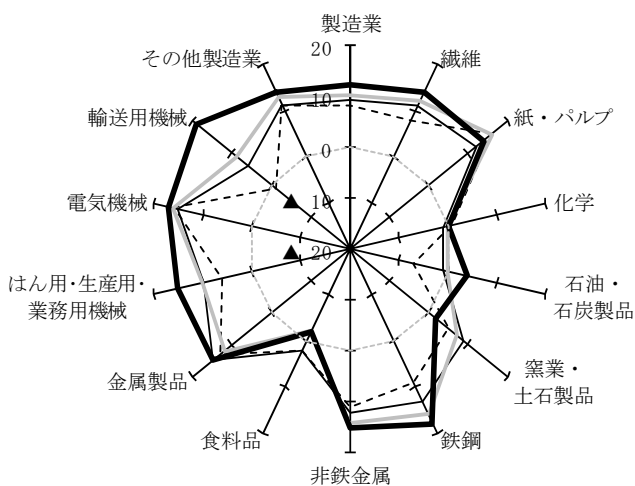 製造業
20
その他製造業
繊維
10
輸送用機械
紙・パルプ
0
電気機械
▲ 10
化学
▲ 20
はん用・生産用・
業務用機械
石油・
石炭製品
金属製品
窯業・
土石製品
食料品
鉄鋼
非鉄金属